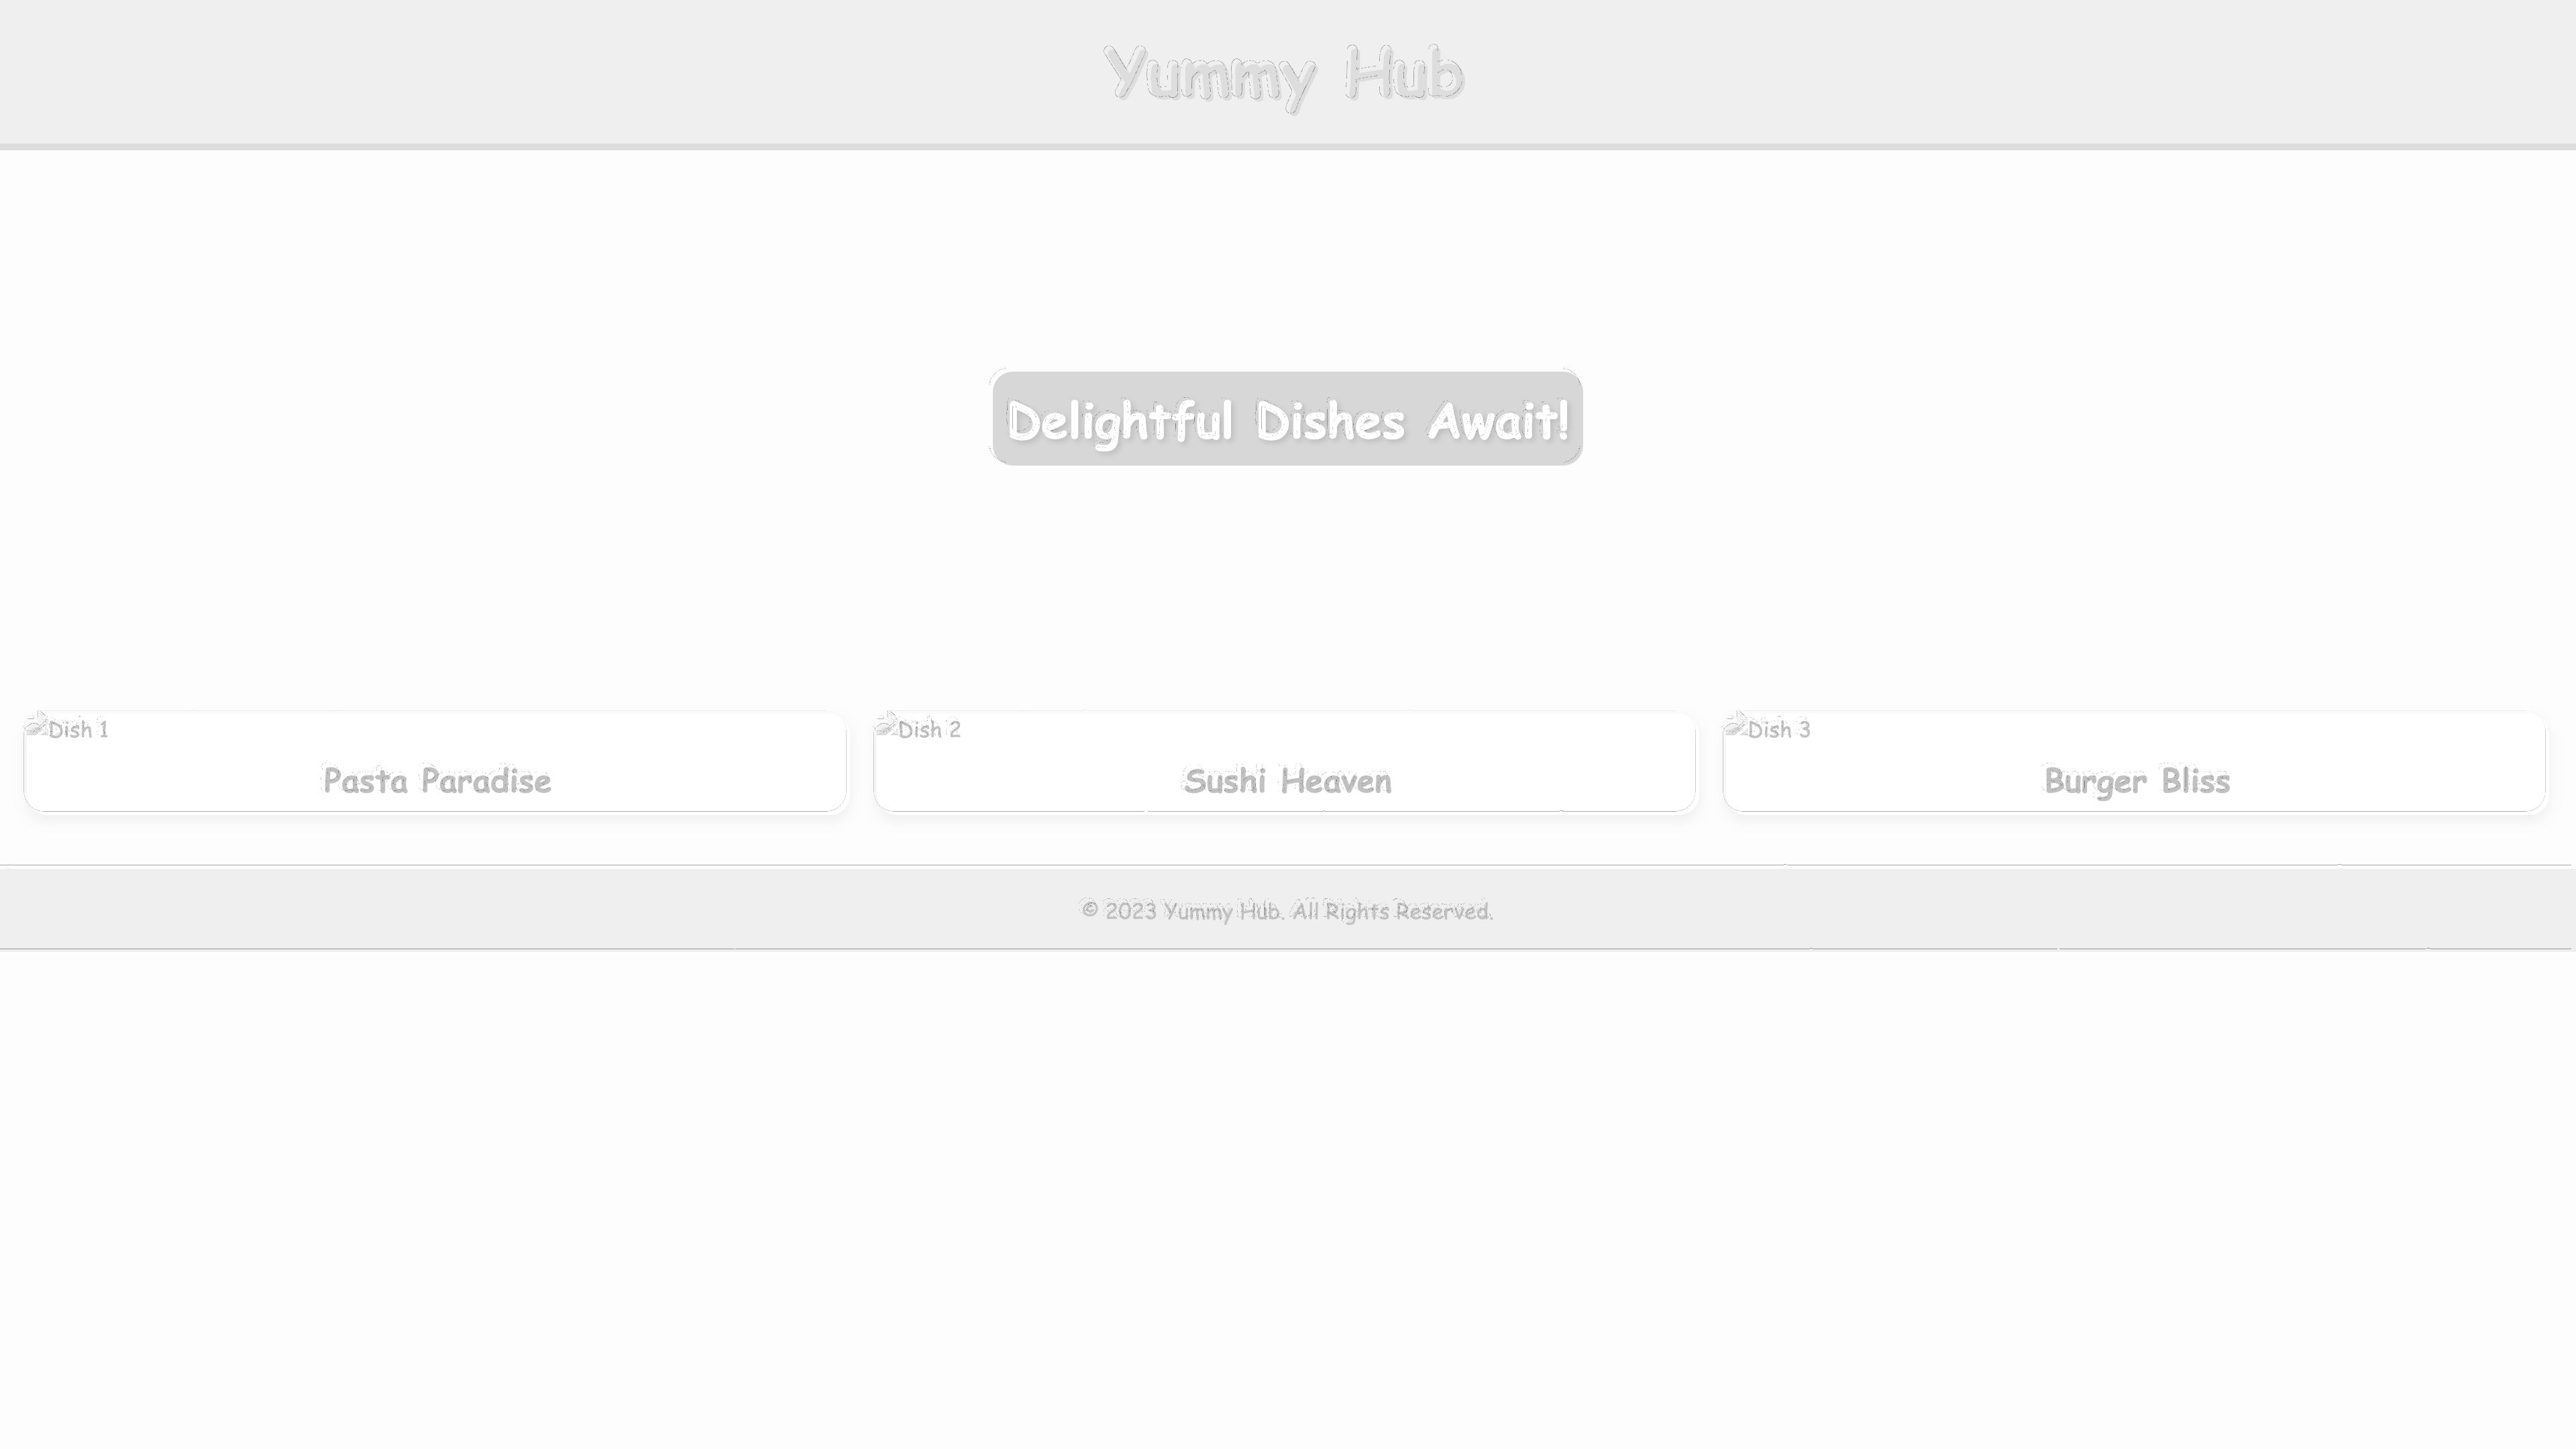 Yummy Hub
Delightful Dishes Await!
Dish 1
Dish 2
Dish 3
Pasta Paradise
Sushi Heaven
Burger Bliss
© 2023 Yummy Hub. All Rights Reserved.